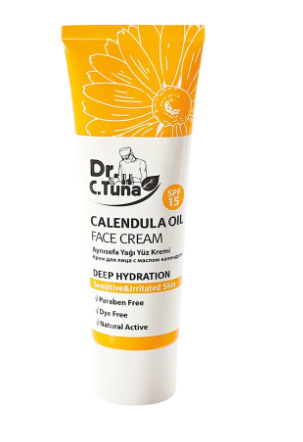 Dr.
C.Tuna
SPF
15
CALENDULA OIL
FACE CREAM
Aynısefa Yağı Yüz Kremi
Крем для лица с маслом календулы
DEEP HYDRATION
Sensitive&Irritated Skin
√Paraben Free
√Dye Free
√Natural Active